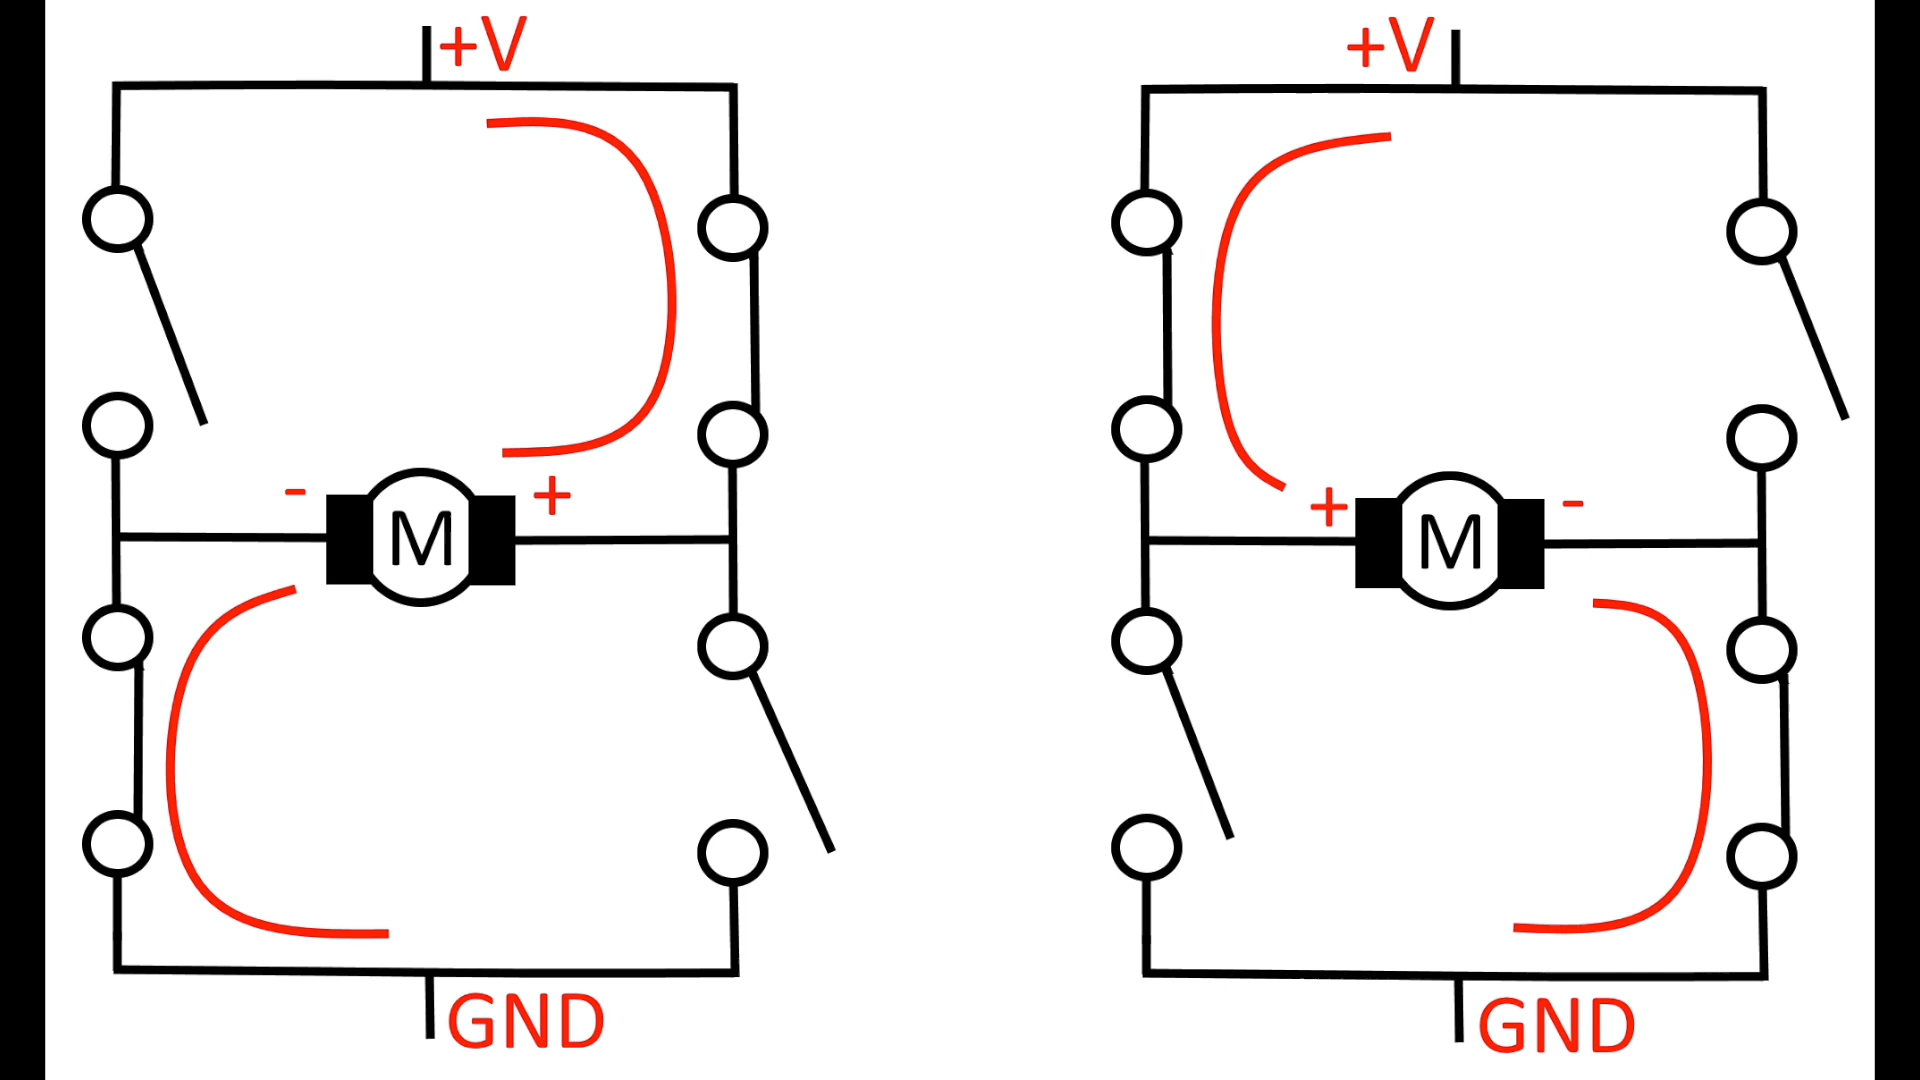 +V
- M +
GND
+V
+ M -
GND